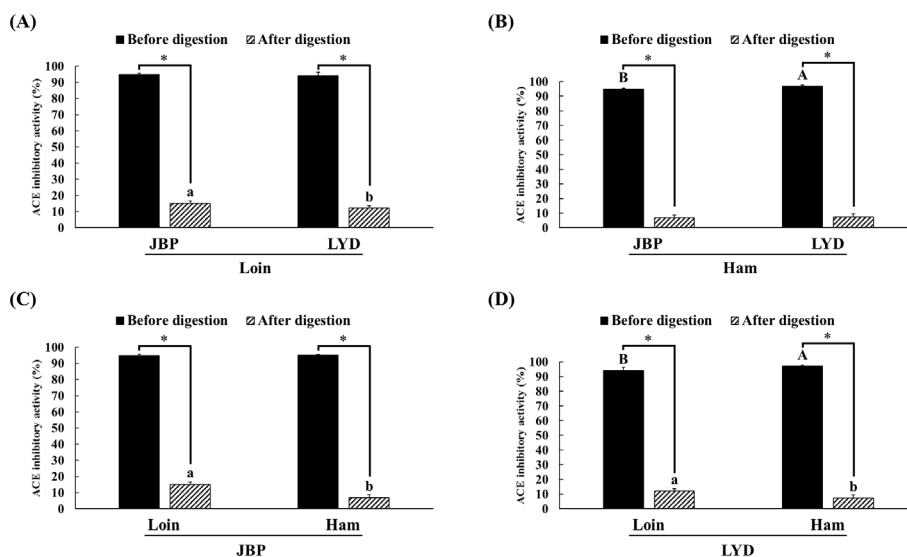 (A)
Before digestion After digestion
ACE inhibitory activity (%)
100
90
80
70
60
50
40
30
20
10
0
* *
a b
JBP LYD
Loin
(B)
Before digestion After digestion
ACE inhibitory activity (%)
100
90
80
70
60
50
40
30
20
10
0
* *
B A
JBP LYD
Ham
(C)
Before digestion After digestion
ACE inhibitory activity (%)
100
90
80
70
60
50
40
30
20
10
0
* *
a b
Loin Ham
JBP
(D)
Before digestion After digestion
ACE inhibitory activity (%)
100
90
80
70
60
50
40
30
20
10
0
* *
B A
a b
Loin Ham
LYD